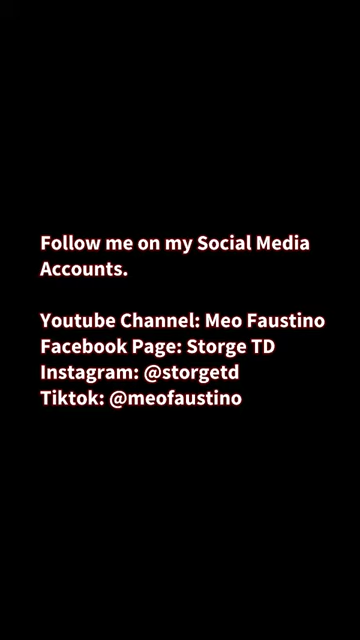 Follow me on my Social Media
Accounts.
Youtube Channel: Meo Faustino
Facebook Page: Storge TD
Instagram: @storgetd
Tiktok: @meofaustino